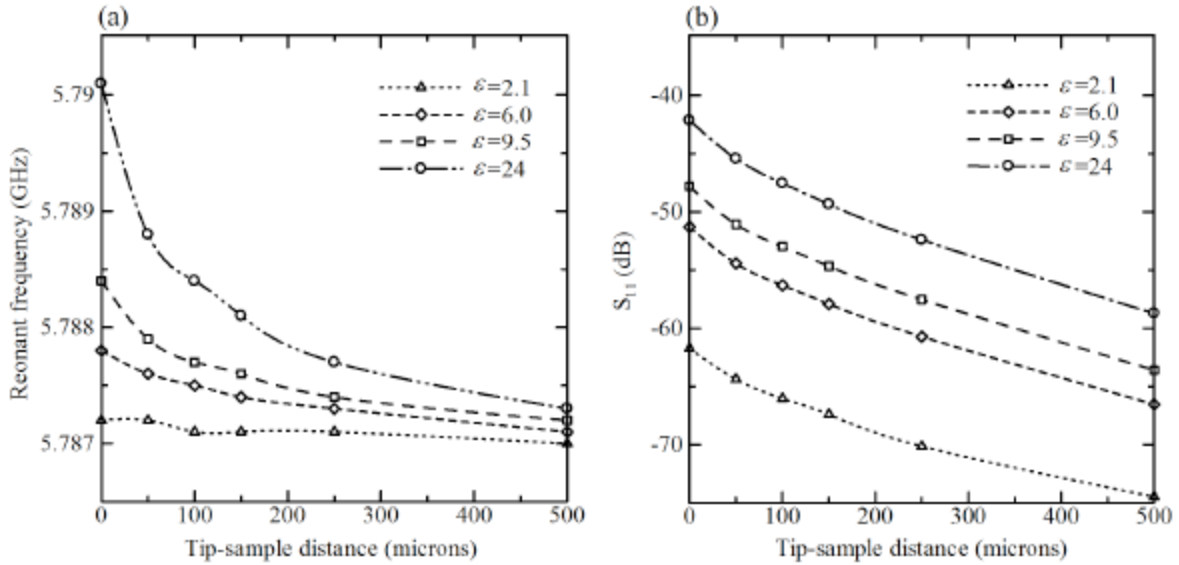 (a)
Resonant frequency (GHz)
5.79
5.789
5.788
5.787
ε=2.1
ε=6.0
ε=9.5
ε=24
0 100 200 300 400 500
Tip-sample distance (microns)
(b)
S11 (dB)
-40
-50
-60
-70
ε=2.1
ε=6.0
ε=9.5
ε=24
0 100 200 300 400 500
Tip-sample distance (microns)